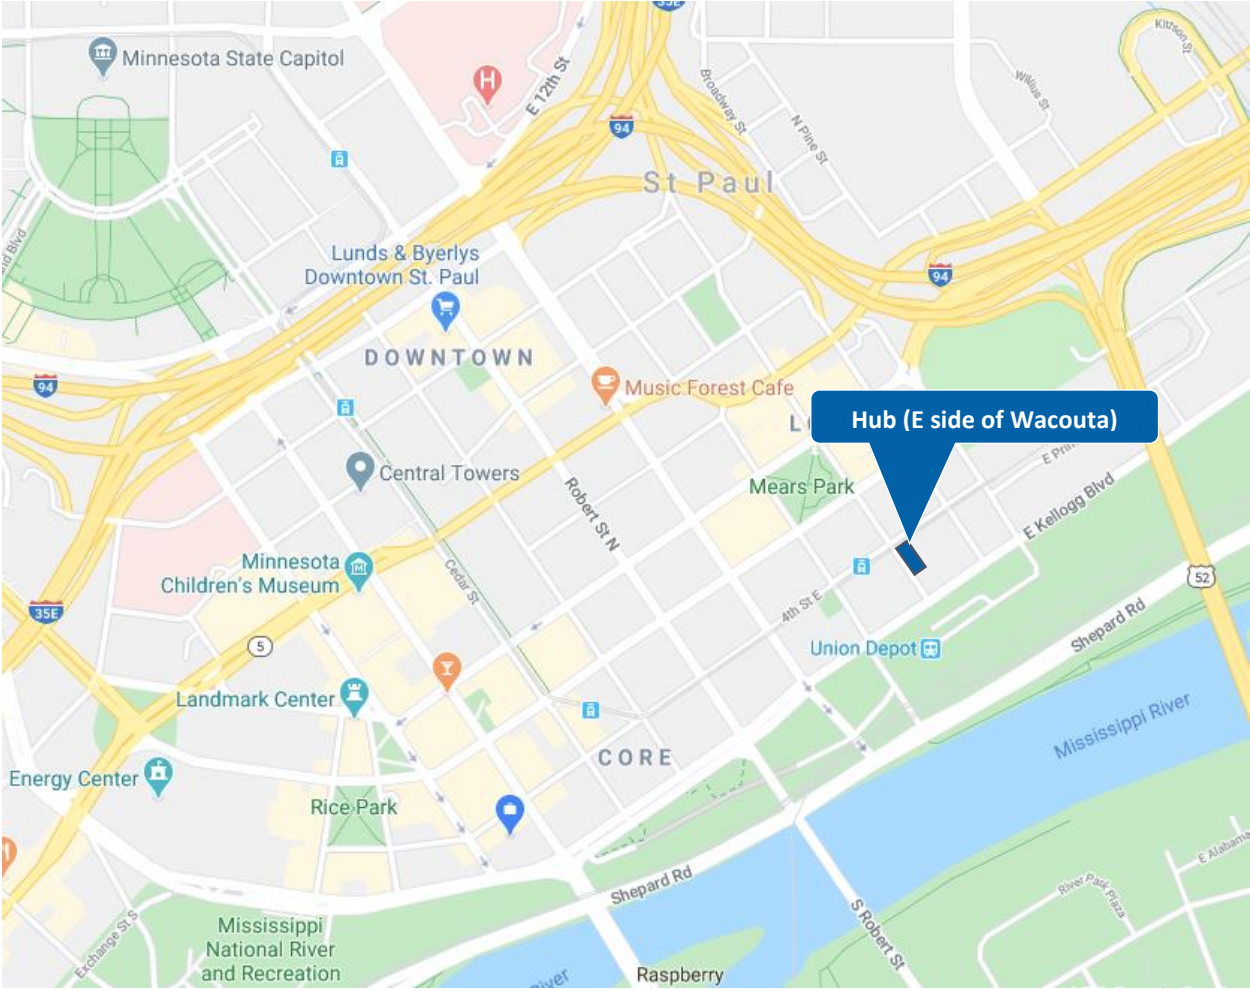 35E
Kittson St
Minnesota State Capitol
H
E 12th St
Broadway St
Willius St
N Pine St
94
St Paul
Lunds & Byerlys
Downtown St. Paul
94
DOWNTOWN
94
Music Forest Cafe
Hub (E side of Wacouta)
Central Towers
Mears Park
E Kellogg Blvd
Robert St N
Minnesota
Children's Museum
Cedar St
52
35E
4th St E
5
Union Depot
Shepard Rd
Landmark Center
Mississippi River
CORE
Energy Center
Rice Park
E Alabama
Shepard Rd
River Park Plaza
S Robert St
Exchange St S
Mississippi
National River
and Recreation
Raspberry
River